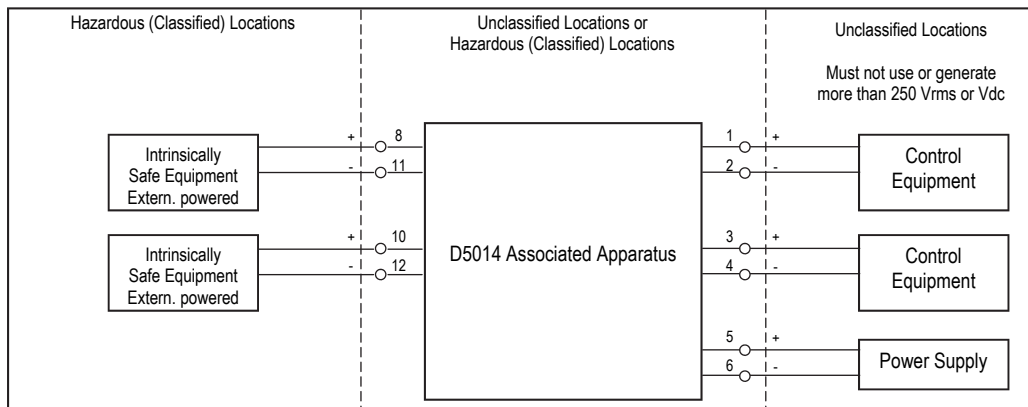 Hazardous (Classified) Locations
Unclassified Locations or
Hazardous (Classified) Locations
Unclassified Locations
Must not use or generate
more than 250 Vrms or Vdc
Intrinsically
Safe Equipment
Extern. powered
+ 8
- 11
Intrinsically
Safe Equipment
Extern. powered
+ 10
- 12
D5014 Associated Apparatus
1 +
2 -
Control
Equipment
3 +
4 -
Control
Equipment
5 +
6 -
Power Supply